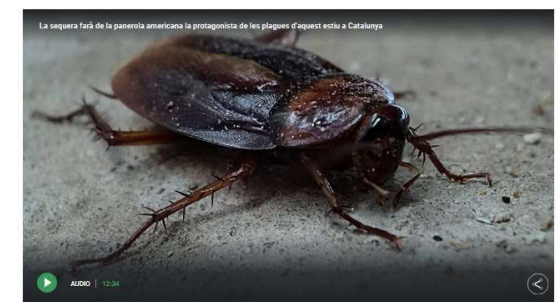 La sequera farà de la panerola americana la protagonista de les plagues d'aquest estiu a Catalunya
AUDIO | 12:34